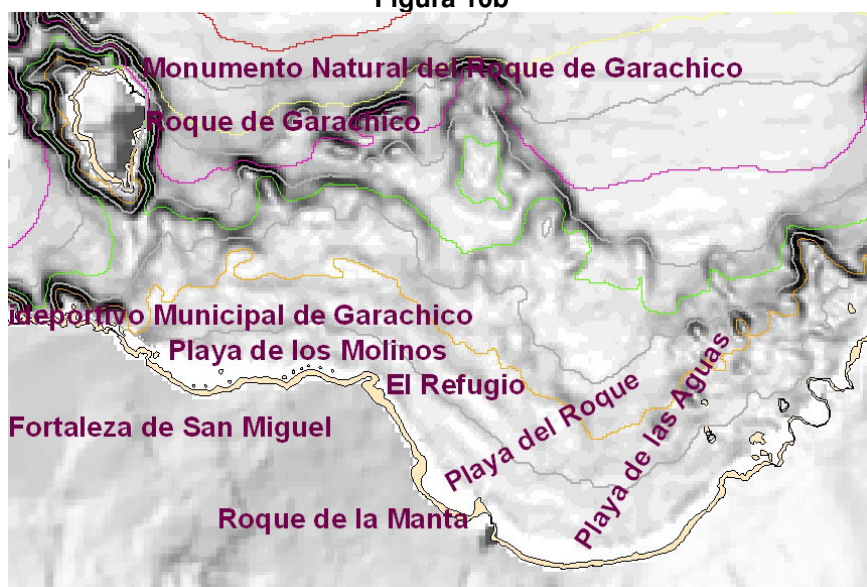 Figura 10b
Monumento Natural del Roque de Garachico
Roque de Garachico
ideportivo Municipal de Garachico
Playa de los Molinos
El Refugio
Fortaleza de San Miguel
Playa del Roque
Playa de las Aguas
Roque de la Manta